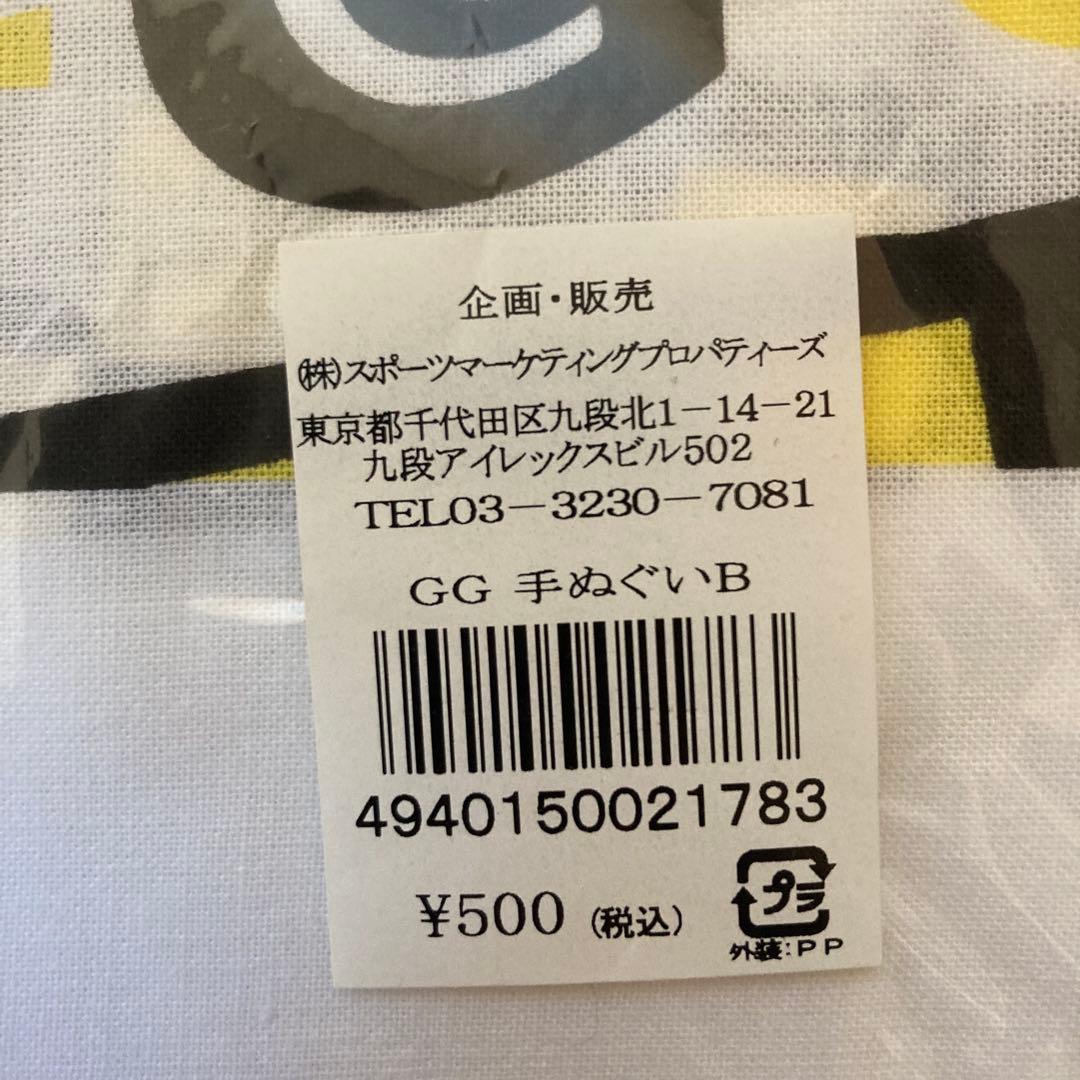 企画・販売
㈱スポーツマーケティングプロパティーズ
東京都千代田区九段北1－14－21
九段アイレックスビル502
TEL03－3230－7081
GG 手ぬぐいB
4940150021783
¥500 (税込)
プラ
外装:PP